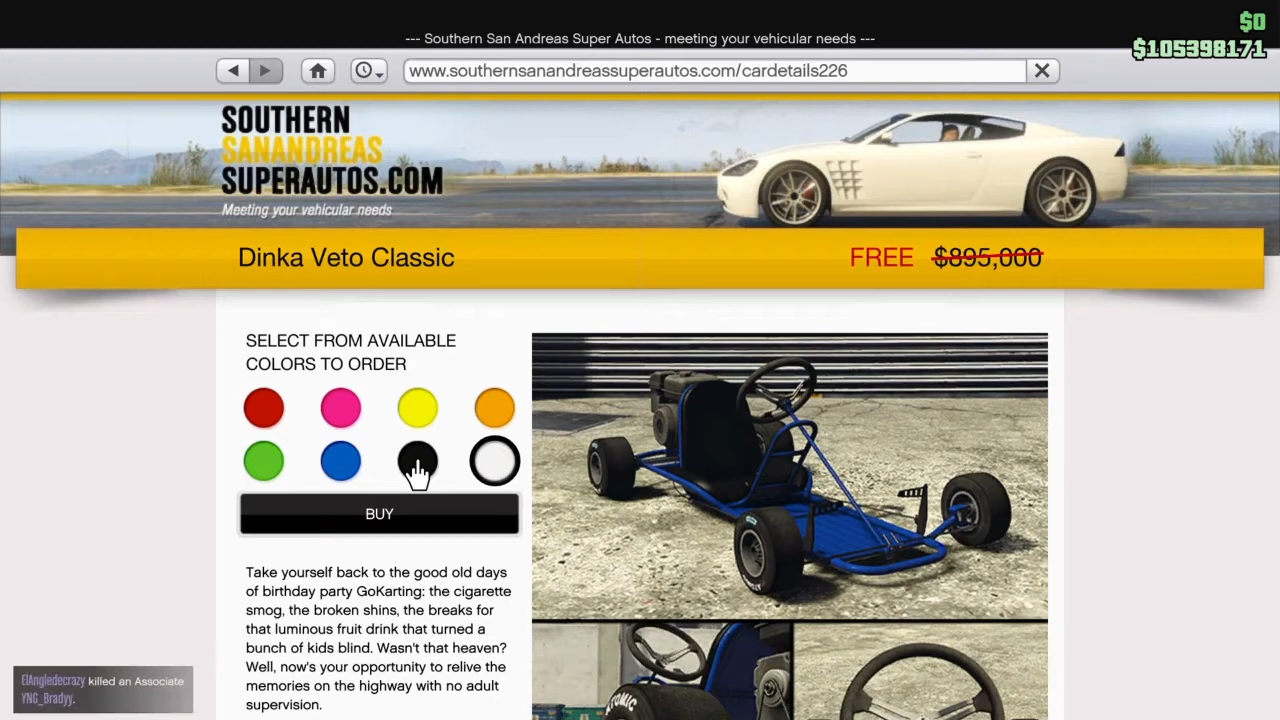 --- Southern San Andreas Super Autos - meeting your vehicular needs ---
$0
$105398171
www.southernsanandreassuperautos.com/cardetails226
SOUTHERN
SANANDREAS
SUPERAUTOS.COM
Meeting your vehicular needs
Dinka Veto Classic
FREE $895,000
SELECT FROM AVAILABLE
COLORS TO ORDER
BUY
Take yourself back to the good old days
of birthday party GoKarting: the cigarette
smog, the broken shins, the breaks for
that luminous fruit drink that turned a
bunch of kids blind. Wasn't that heaven?
Well, now's your opportunity to relive the
memories on the highway with no adult
supervision.
ATOMIC
ElAngledecrazy killed an Associate
YNG_Bradyy.